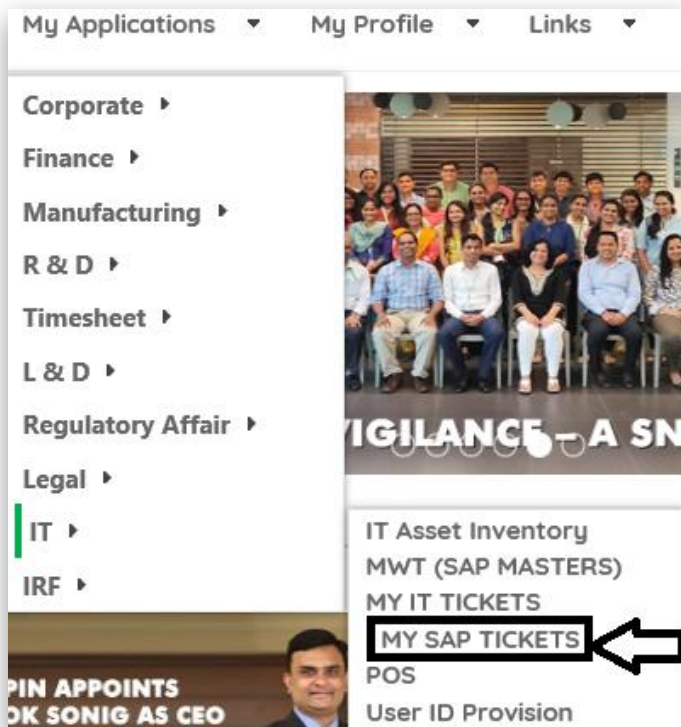 My Applications My Profile Links
Corporate
Finance
Manufacturing
R & D
Timesheet
L & D
Regulatory Affair
Legal
IT
IRF
VIGILANCE – A SN
IT Asset Inventory
MWT (SAP MASTERS)
MY IT TICKETS
MY SAP TICKETS
POS
User ID Provision
PIN APPOINTS
OK SONIG AS CEO